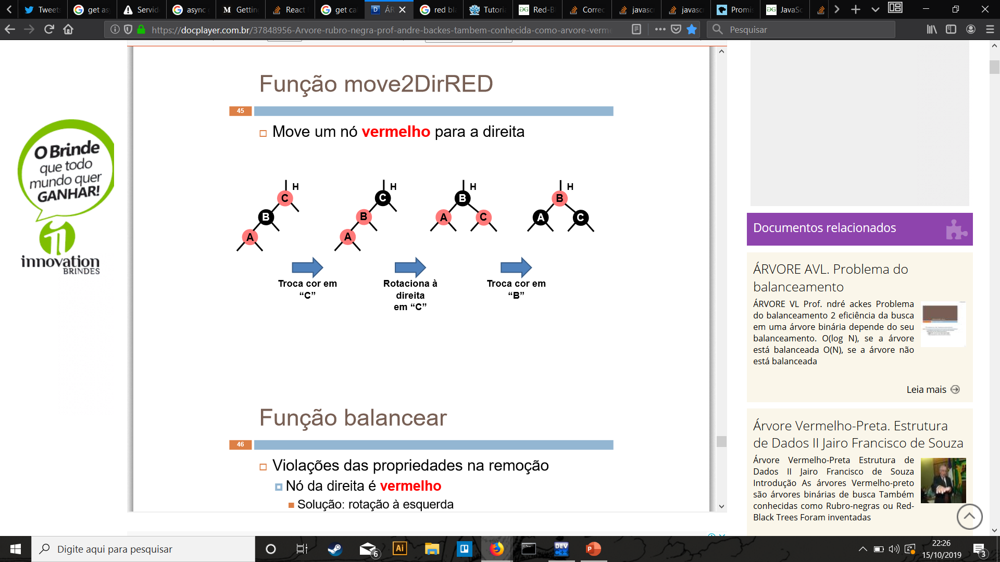 Tweets
get as
Servid
async
Getting
React
get ca
ÁR
red bl
Tutoria
Red-B
Correc
javasc
javasc
Promis
JavaSc
https://docplayer.com.br/37848956-Arvore-rubro-negra-prof-andre-backes-tambem-conhecida-como-arvore-verme
Pesquisar
Função move2DirRED
45
Move um nó vermelho para a direita
H
C
B
A
H
C
B
A
H
B
A
C
H
B
A
C
Troca cor em
“C”
Rotaciona à
direita
em “C”
Troca cor em
“B”
Função balancear
46
Violações das propriedades na remoção
Nó da direita é vermelho
Solução: rotação à esquerda
O Brinde
que todo
mundo quer
GANHAR!
innovation
BRINDES
Documentos relacionados
ÁRVORE AVL. Problema do
balanceamento
ÁRVORE VL Prof. ndré ackes Problema
do balanceamento 2 eficiência da busca
em uma árvore binária depende do seu
balanceamento. O(log N), se a árvore
está balanceada O(N), se a árvore não
está balanceada
Leia mais
Árvore Vermelho-Preta. Estrutura
de Dados II Jairo Francisco de Souza
Árvore Vermelho-Preta Estrutura de
Dados II Jairo Francisco de Souza
Introdução As árvores Vermelho-preto
são árvores binárias de busca Também
conhecidas como Rubro-negras ou Red-
Black Trees Foram inventadas
Digite aqui para pesquisar
6
Ai
DEV
C++
P
22:26
15/10/2019
3